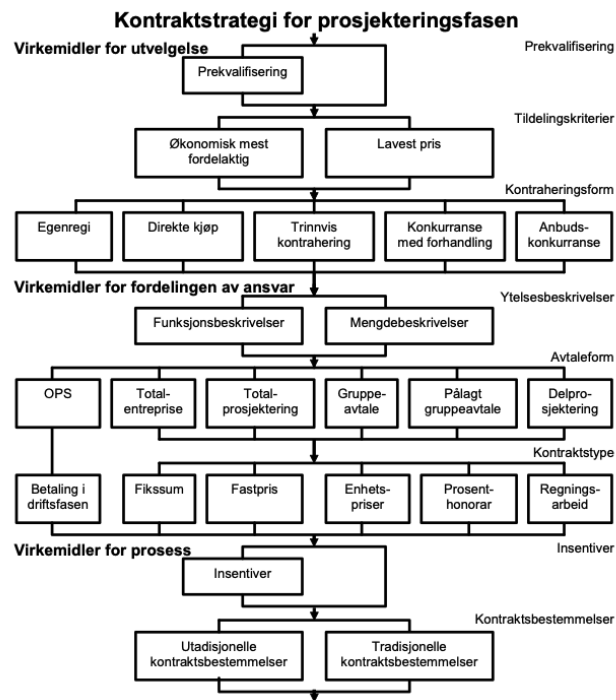 Kontraktstrategi for prosjekteringsfasen
Virkemidler for utvelgelse
Prekvalifisering
Prekvalifisering
Tildelingskriterier
Økonomisk mest
fordelaktig
Lavest pris
Kontraheringsform
Egenregi
Direkte kjøp
Trinnvis
kontrahering
Konkurranse
med forhandling
Anbuds-
konkurranse
Virkemidler for fordelingen av ansvar
Ytelsesbeskrivelser
Funksjonsbeskrivelser
Mengdebeskrivelser
Avtaleform
OPS
Total-
entreprise
Total-
prosjektering
Gruppe-
avtale
Pålagt
gruppeavtale
Delpro-
sjektering
Kontraktstype
Betaling i
driftsfasen
Fikssum
Fastpris
Enhets-
priser
Prosent-
honorar
Regnings-
arbeid
Virkemidler for prosess
Insentiver
Insentiver
Kontraktsbestemmelser
Utadisjonelle
kontraktsbestemmelser
Tradisjonelle
kontraktsbestemmelser